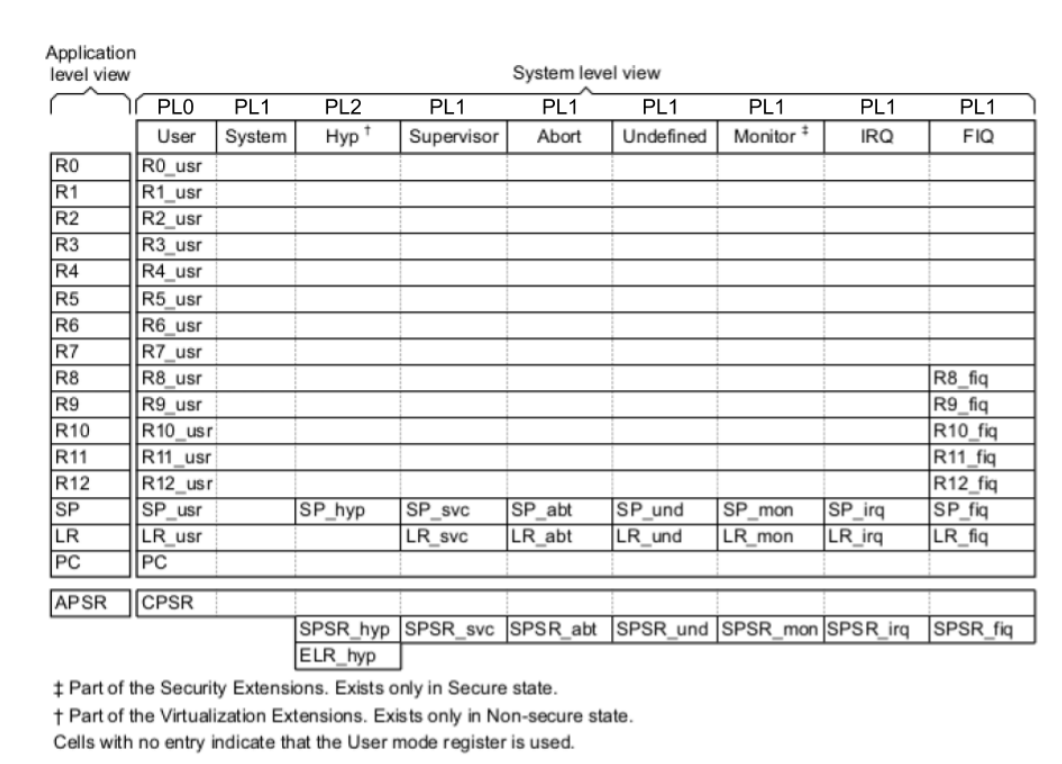 Application
level view
System level view
PL0 PL1 PL2 PL1 PL1 PL1 PL1 PL1 PL1
User System Hyp † Supervisor Abort Undefined Monitor ‡ IRQ FIQ
R0 R0_usr
R1 R1_usr
R2 R2_usr
R3 R3_usr
R4 R4_usr
R5 R5_usr
R6 R6_usr
R7 R7_usr
R8 R8_usr R8_fiq
R9 R9_usr R9_fiq
R10 R10_usr R10_fiq
R11 R11_usr R11_fiq
R12 R12_usr R12_fiq
SP SP_usr SP_hyp SP_svc SP_abt SP_und SP_mon SP_irq SP_fiq
LR LR_usr LR_svc LR_abt LR_und LR_mon LR_irq LR_fiq
PC PC
APSR CPSR
SPSR_hyp SPSR_svc SPSR_abt SPSR_und SPSR_mon SPSR_irq SPSR_fiq
ELR_hyp
‡ Part of the Security Extensions. Exists only in Secure state.
† Part of the Virtualization Extensions. Exists only in Non-secure state.
Cells with no entry indicate that the User mode register is used.